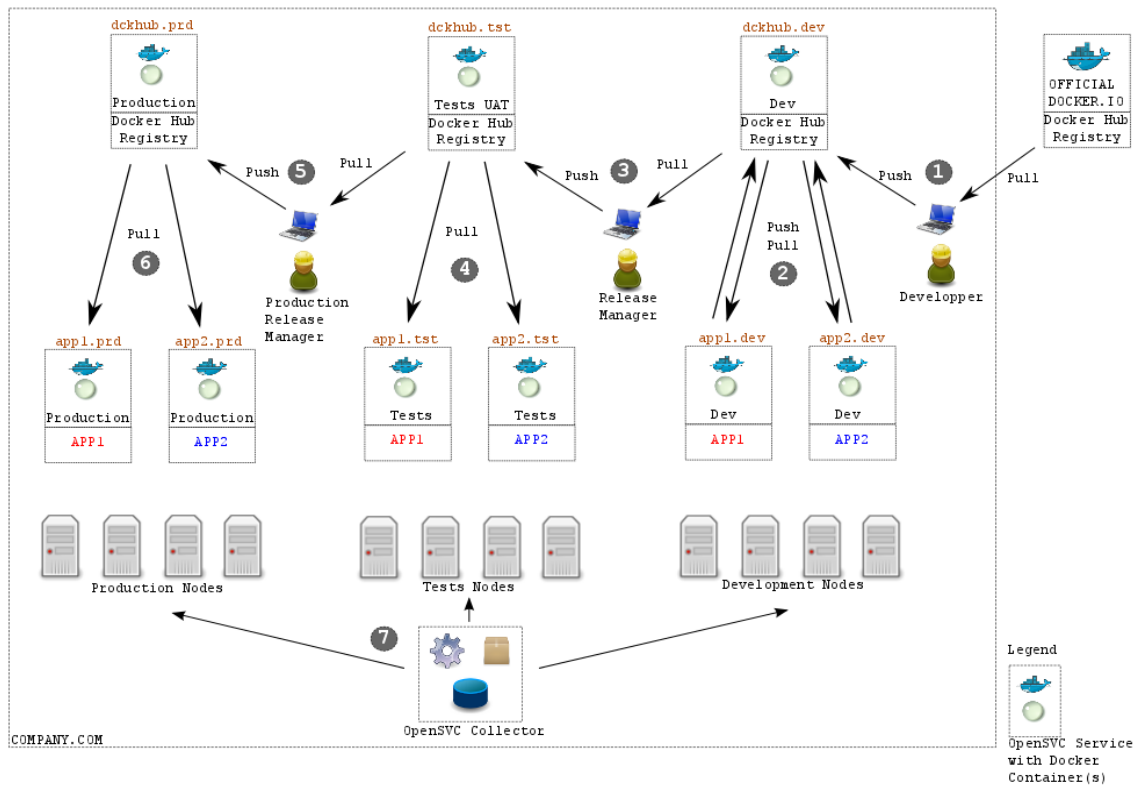 dckhub.prd
dckhub.tst
dckhub.dev
Production
Docker Hub
Registry
Tests UAT
Docker Hub
Registry
Dev
Docker Hub
Registry
OFFICIAL
DOCKER.IO
Docker Hub
Registry
Push
5
Pull
Push
3
Pull
Push
1
Pull
Pull
6
Pull
4
Push
Pull
2
Production
Release
Manager
Release
Manager
Developper
app1.prd
app2.prd
app1.tst
app2.tst
app1.dev
app2.dev
Production
APP1
Production
APP2
Tests
APP1
Tests
APP2
Dev
APP1
Dev
APP2
Production Nodes
Tests Nodes
Development Nodes
7
OpenSVC Collector
COMPANY.COM
Legend
OpenSVC Service
with Docker
Container(s)